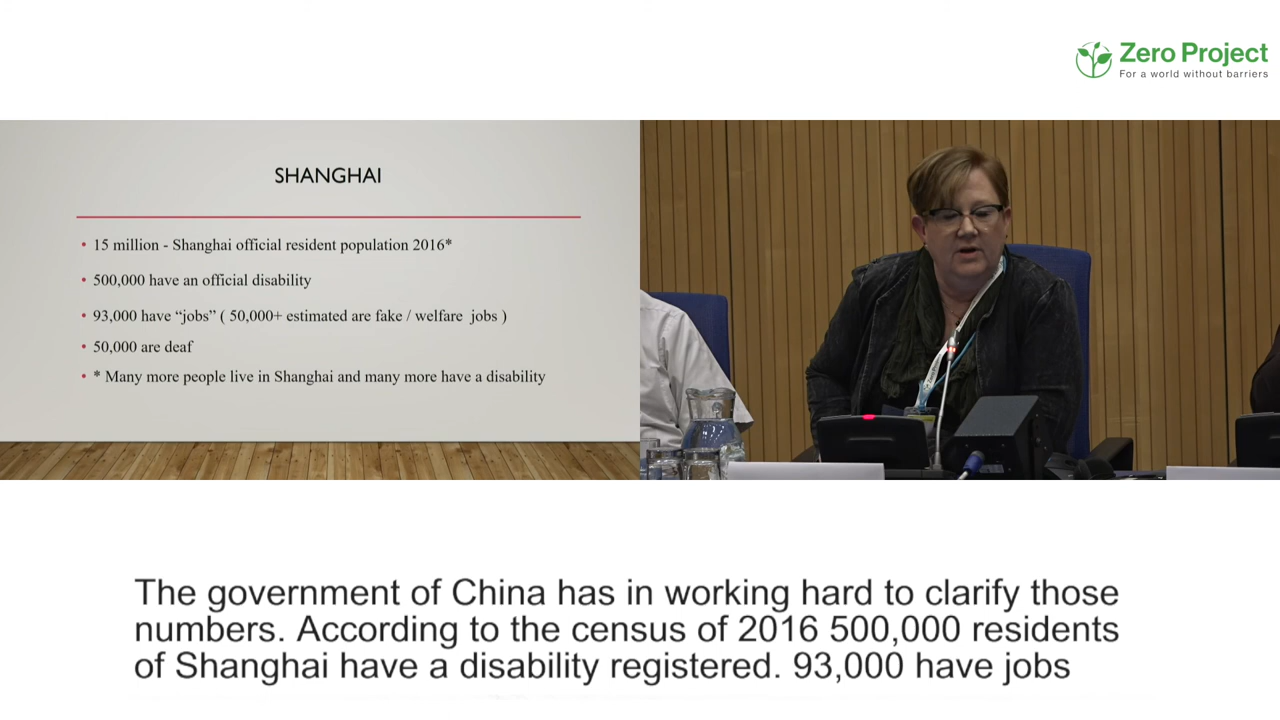 Zero Project
For a world without barriers
SHANGHAI
• 15 million - Shanghai official resident population 2016*
• 500,000 have an official disability
• 93,000 have “jobs” ( 50,000+ estimated are fake / welfare jobs )
• 50,000 are deaf
• * Many more people live in Shanghai and many more have a disability
The government of China has in working hard to clarify those
numbers. According to the census of 2016 500,000 residents
of Shanghai have a disability registered. 93,000 have jobs